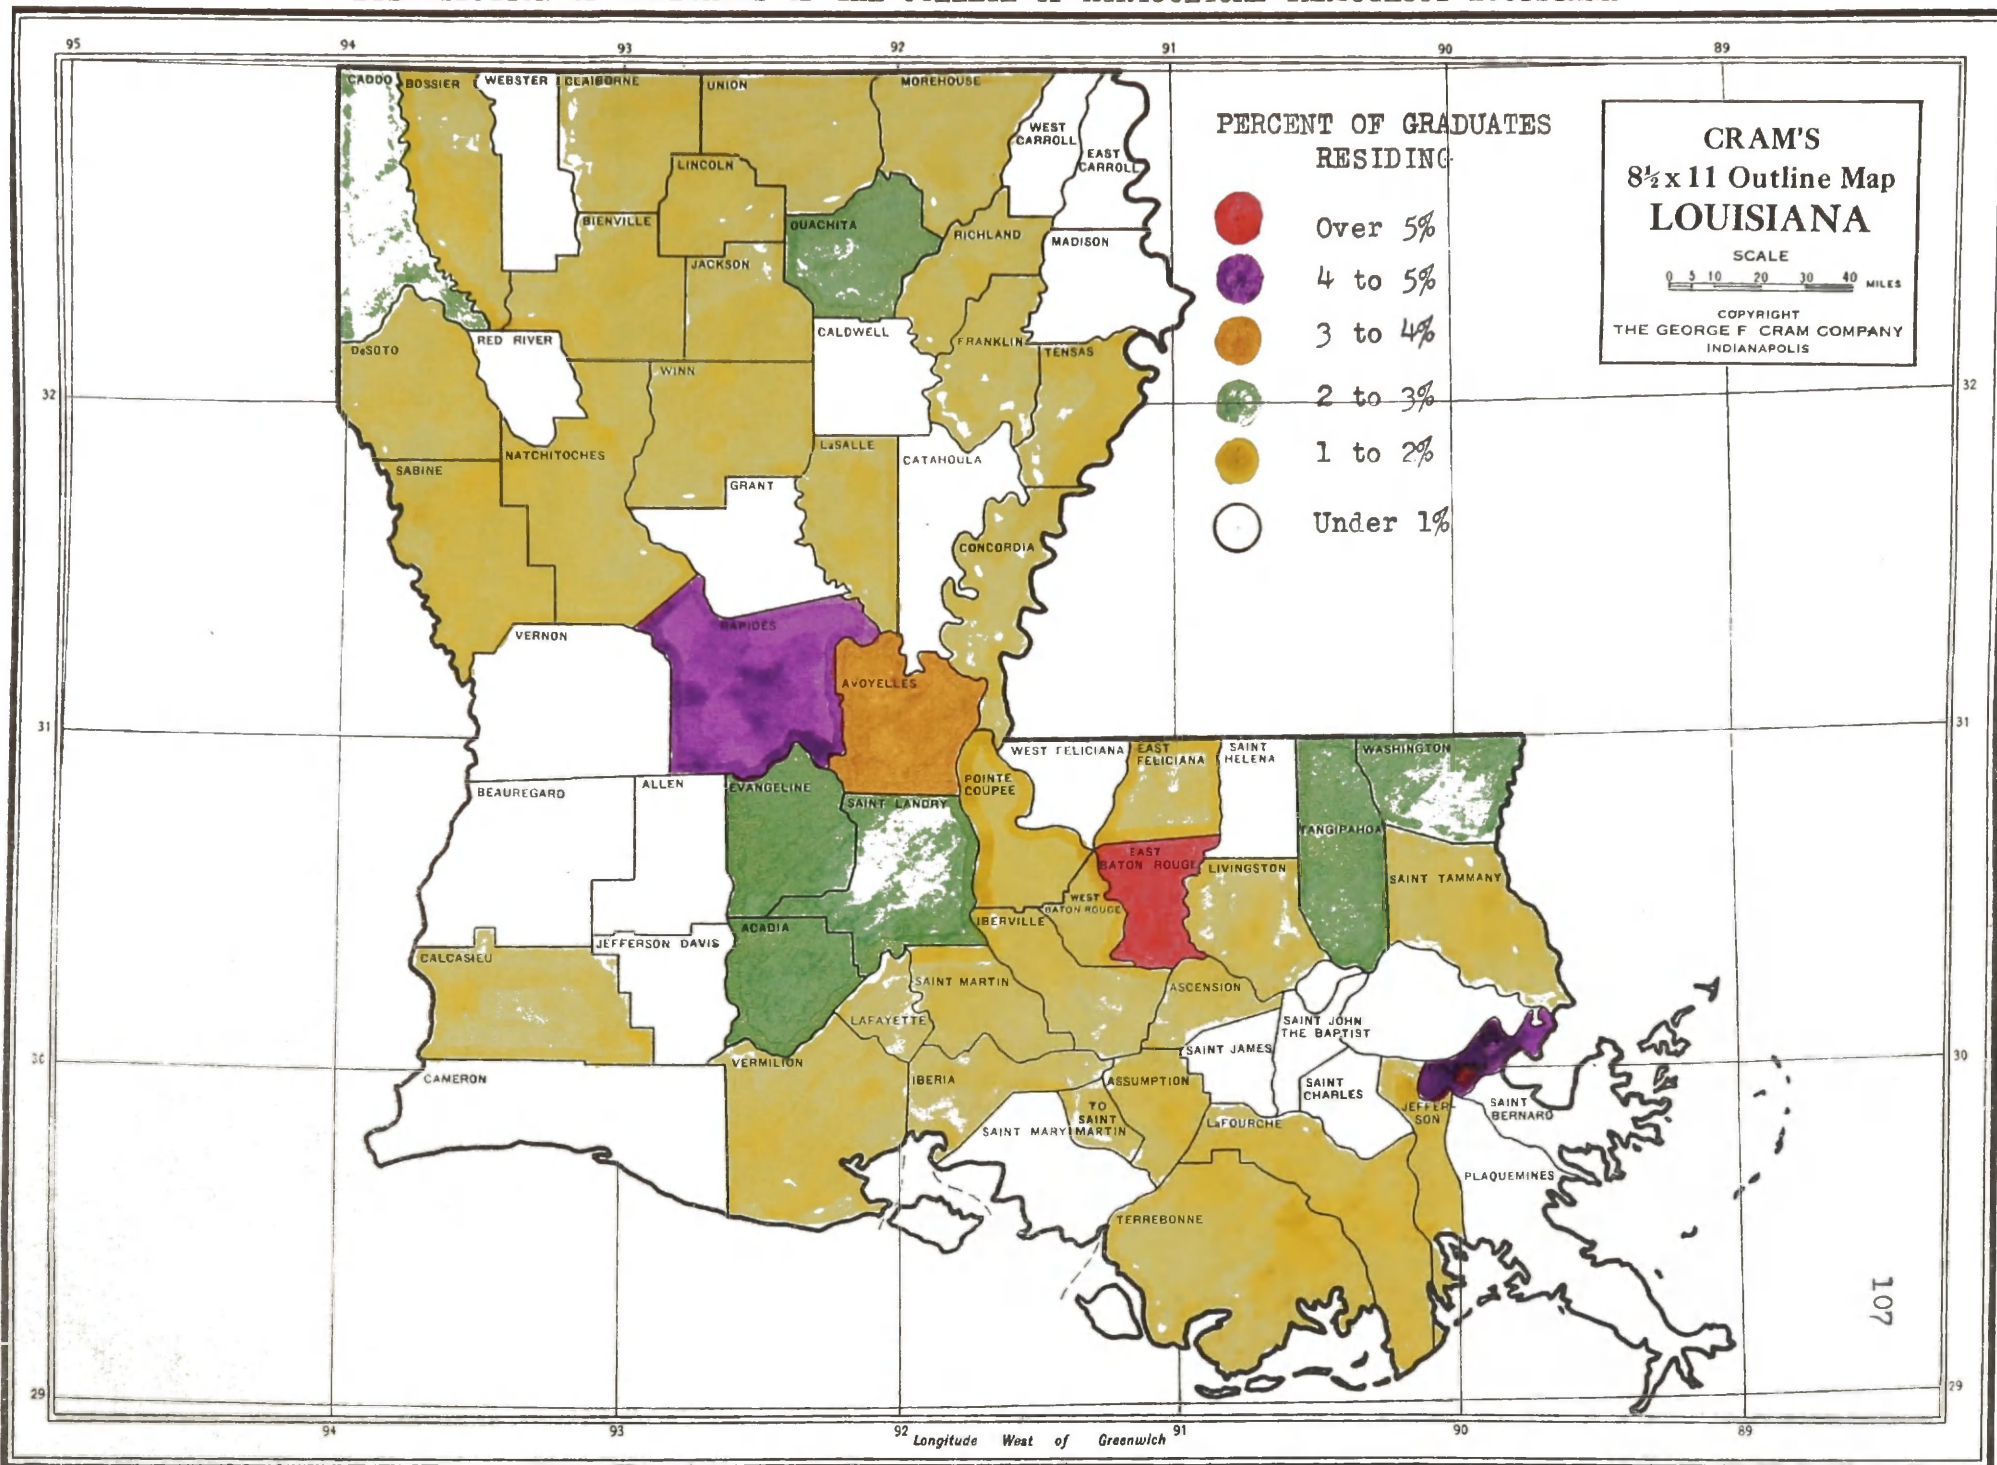 95 94 93 92 91 90 89
PERCENT OF GRADUATES
RESIDING
Over 5%
4 to 5%
3 to 4%
2 to 3%
1 to 2%
Under 1%
CRAM'S
8½ x 11 Outline Map
LOUISIANA
SCALE
0 5 10 20 30 40 MILES
COPYRIGHT
THE GEORGE F CRAM COMPANY
INDIANAPOLIS
CADDO
BOSSIER
WEBSTER
CLAIBORNE
UNION
MOREHOUSE
WEST
CARROLL
EAST
CARROLL
LINCOLN
BIENVILLE
OUACHITA
RICHLAND
MADISON
JACKSON
CALDWELL
RED RIVER
FRANKLIN
TENSAS
DeSOTO
WINN
32
32
LaSALLE
NATCHITOCHES
CATAHOULA
SABINE
GRANT
CONCORDIA
RAPIDES
VERNON
AVOYELLES
31
31
WEST FELICIANA
EAST
FELICIANA
SAINT
HELENA
WASHINGTON
BEAUREGARD
ALLEN
EVANGELINE
SAINT LANDRY
POINTE
COUPEE
TANGIPAHOA
EAST
BATON ROUGE
LIVINGSTON
SAINT TAMMANY
WEST
BATON ROUGE
IBERVILLE
ACADIA
JEFFERSON DAVIS
CALCASIEU
SAINT MARTIN
ASCENSION
LAFAYETTE
SAINT JOHN
THE BAPTIST
SAINT JAMES
30
30
VERMILION
CAMERON
IBERIA
ASSUMPTION
SAINT
CHARLES
TO
SAINT
MARTIN
SAINT MARY
LaFOURCHE
JEFFER-
SON
SAINT
BERNARD
PLAQUEMINES
TERREBONNE
107
29
29
94 93 92 91 90 89
Longitude West of Greenwich